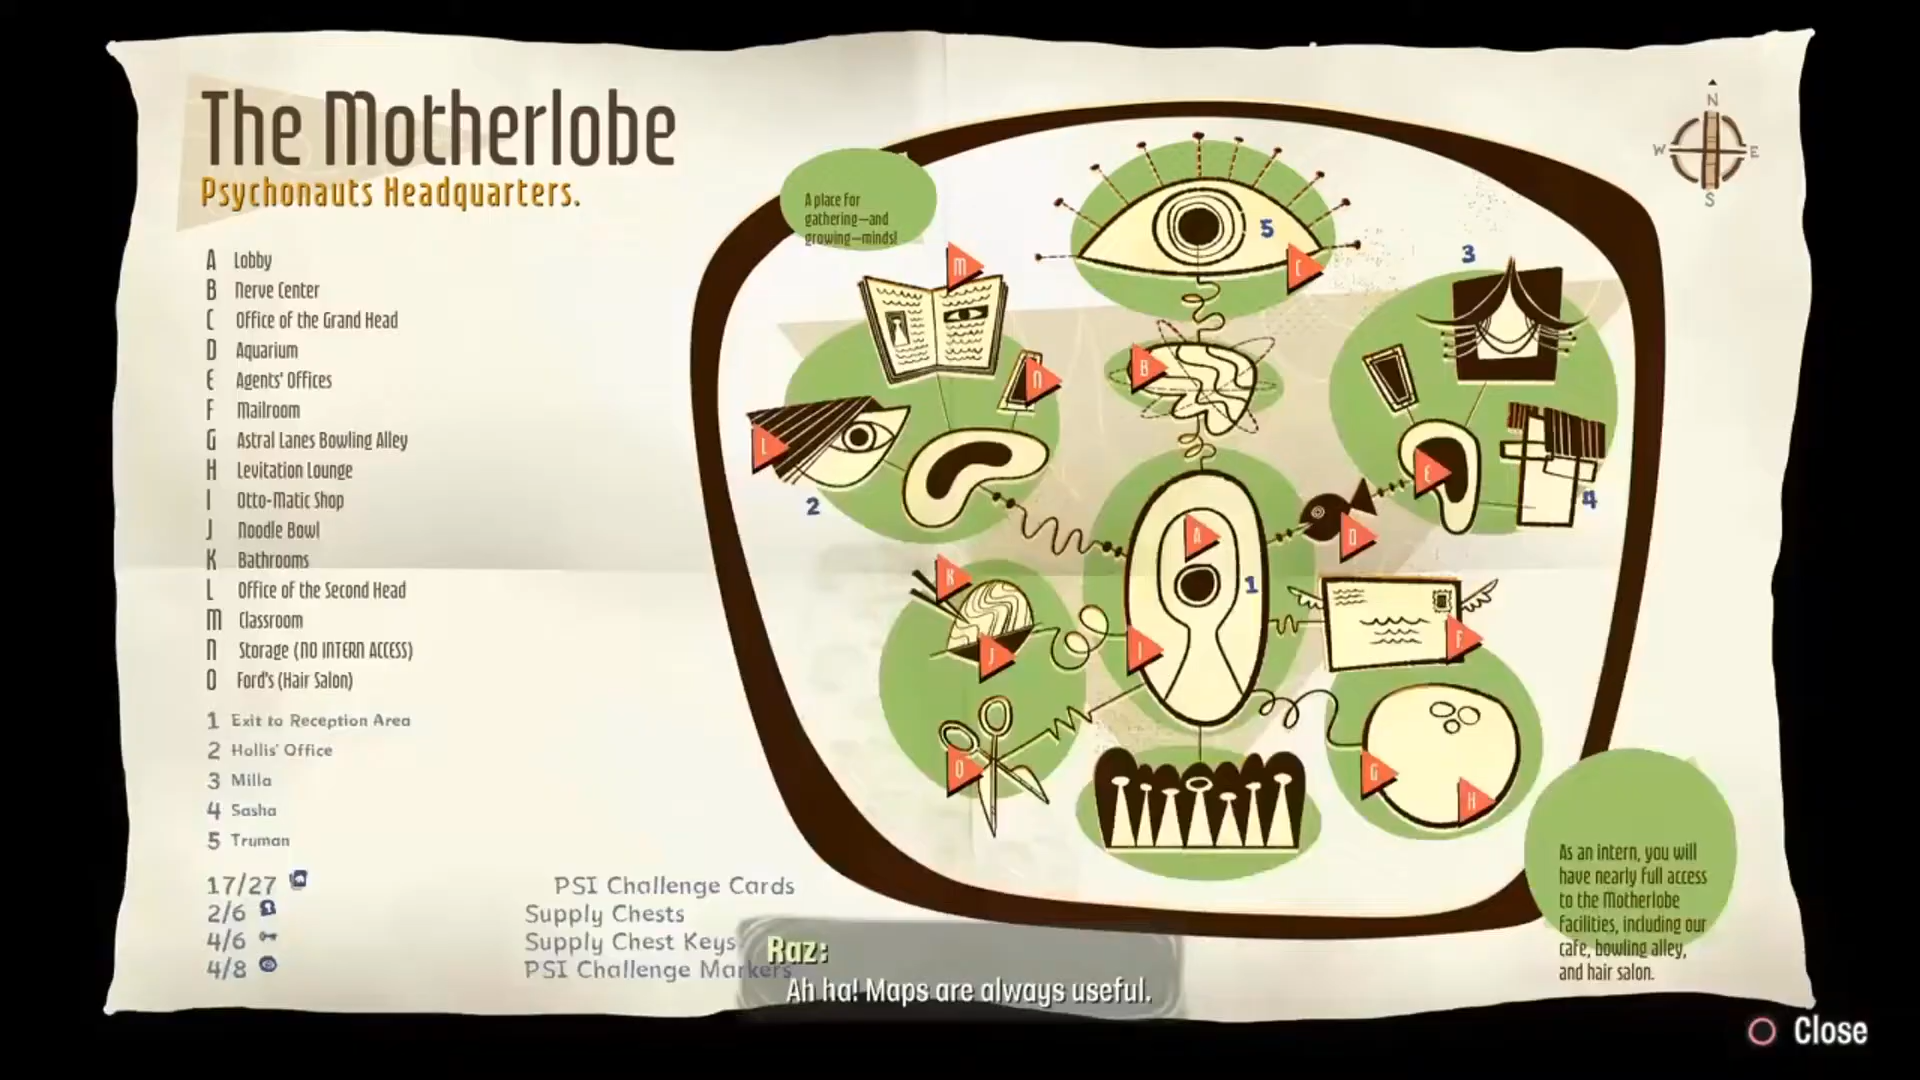 The Motherlobe
Psychonauts Headquarters.
A Lobby
B Nerve Center
C Office of the Grand Head
D Aquarium
E Agents' Offices
F Mailroom
G Astral Lanes Bowling Alley
H Levitation Lounge
I Otto-Matic Shop
J Noodle Bowl
K Bathrooms
L Office of the Second Head
M Classroom
N Storage (NO INTERN ACCESS)
O Ford's (Hair Salon)
1 Exit to Reception Area
2 Hollis' Office
3 Milla
4 Sasha
5 Truman
17/27 PSI Challenge Cards
2/6 Supply Chests
4/6 Supply Chest Keys
4/8 PSI Challenge Markers
A place for
gathering—and
growing—minds!
N
W E
S
5
C
3
M
B
N
L
E
4
2
A
D
K
1
F
J
I
O
G
H
As an intern, you will
have nearly full access
to the Motherlobe
facilities, including our
cafe, bowling alley,
and hair salon.
Raz:
Ah ha! Maps are always useful.
Close